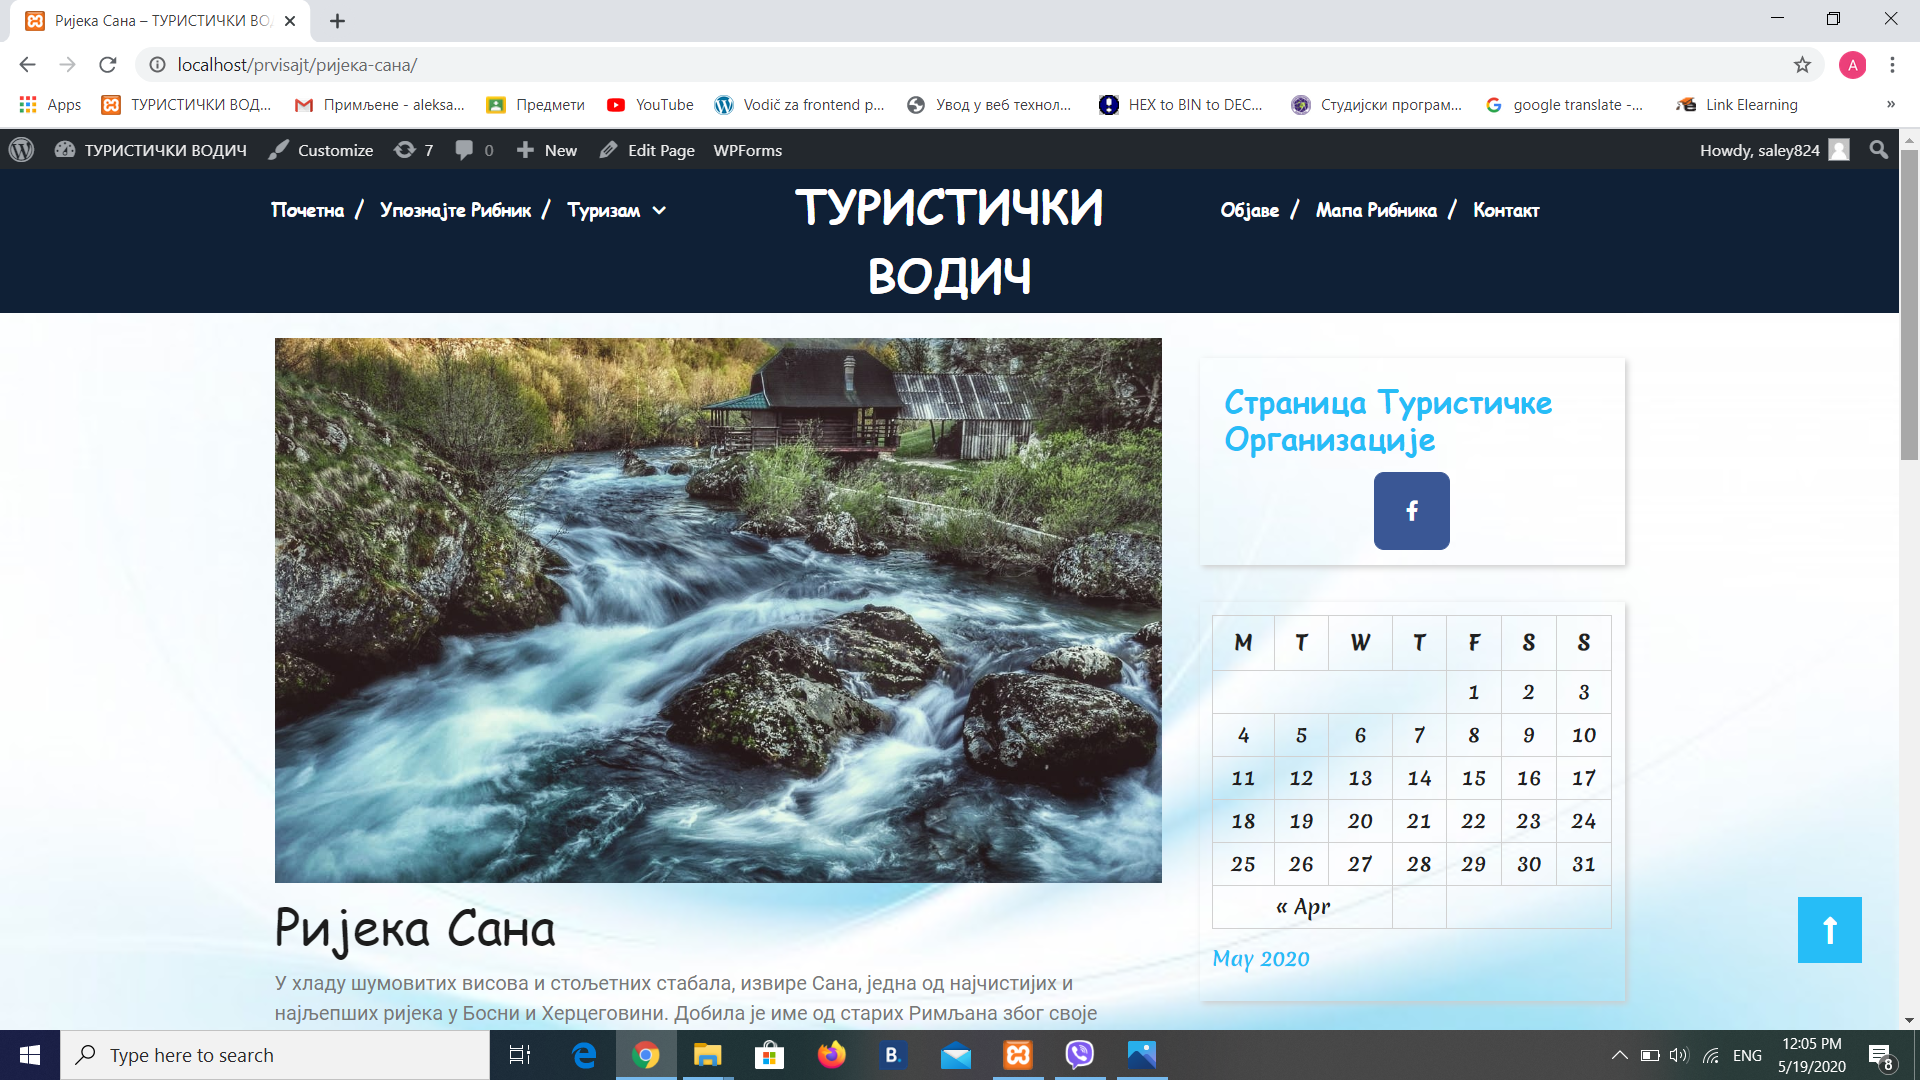 Ријека Сана – ТУРИСТИЧКИ ВО
localhost/prvisajt/ријека-сана/
A
Apps ТУРИСТИЧКИ ВОД... Примљене - aleksa... Предмети YouTube Vodič za frontend p... Увод у веб технол... HEX to BIN to DEC... Студијски програм... google translate -... Link Elearning »
ТУРИСТИЧКИ ВОДИЧ Customize 7 0 New Edit Page WPForms Howdy, saley824
Почетна / Упознајте Рибник / Туризам
ТУРИСТИЧКИ
ВОДИЧ
Објаве / Мапа Рибника / Контакт
Страница Туристичке
Организације
f
M T W T F S S
1 2 3
4 5 6 7 8 9 10
11 12 13 14 15 16 17
18 19 20 21 22 23 24
25 26 27 28 29 30 31
« Apr
May 2020
Ријека Сана
У хладу шумовитих висова и стољетних стабала, извире Сана, једна од најчистијих и
најљепших ријека у Босни и Херцеговини. Добила је име од старих Римљана због своје
Type here to search
B.
ENG
12:05 PM
5/19/2020
8